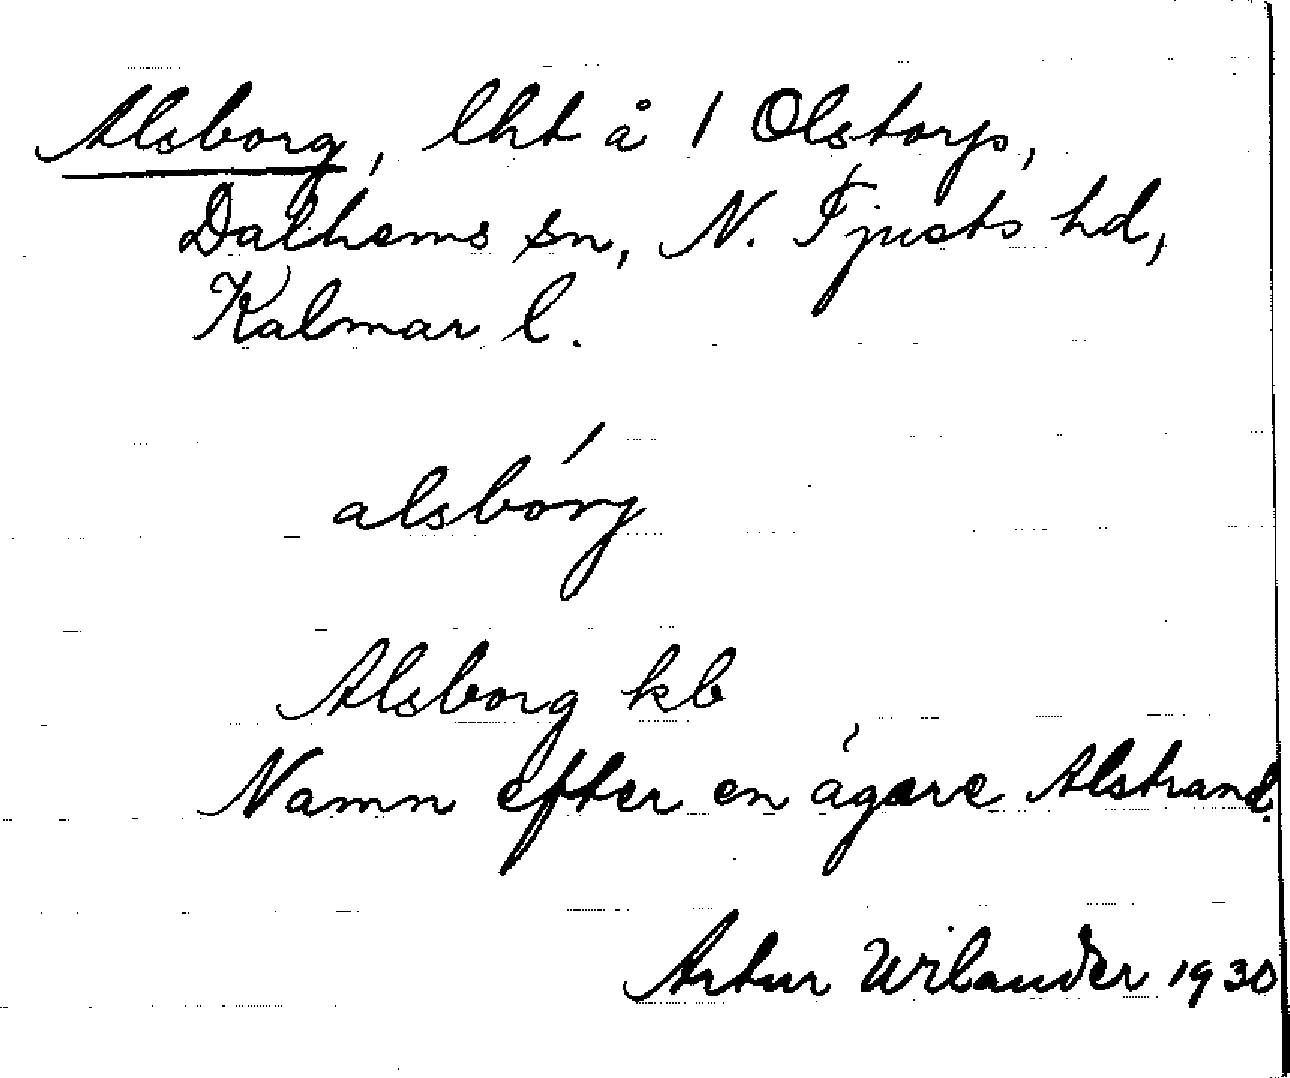 Alsborg, lht å 1 Olstorp,
Dalhems sn, N. Tjusts hd,
Kalmar l.
alsbórj
Alsborg kb
Namn efter en ägare Alstrand.
Artur Wilander 1930